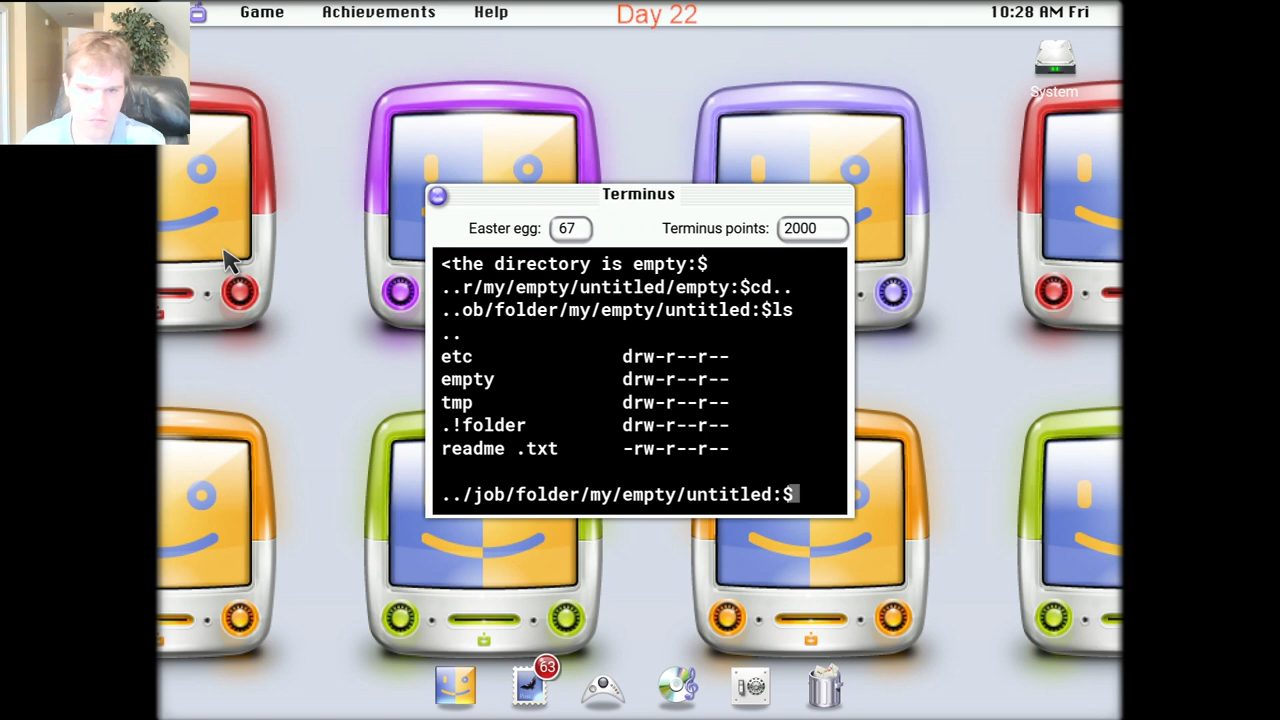 Game Achievements Help Day 22 10:28 AM Fri
System
Terminus
Easter egg: 67 Terminus points: 2000
<the directory is empty:$
..r/my/empty/untitled/empty:$cd..
..ob/folder/my/empty/untitled:$ls
..
etc drw-r--r--
empty drw-r--r--
tmp drw-r--r--
.!folder drw-r--r--
readme .txt -rw-r--r--
../job/folder/my/empty/untitled:$
63